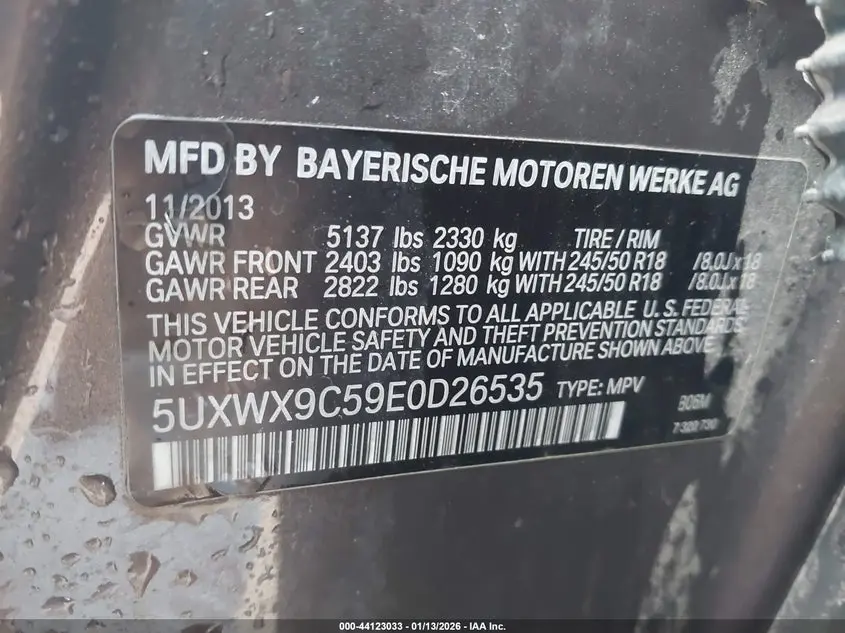 MFD BY BAYERISCHE MOTOREN WERKE AG
11/2013
GVWR 5137 lbs 2330 kg TIRE / RIM
GAWR FRONT 2403 lbs 1090 kg WITH 245/50 R18 /8.0J x 18
GAWR REAR 2822 lbs 1280 kg WITH 245/50 R18 /8.0J x 18
THIS VEHICLE CONFORMS TO ALL APPLICABLE U. S. FEDERAL
MOTOR VEHICLE SAFETY AND THEFT PREVENTION STANDARDS
IN EFFECT ON THE DATE OF MANUFACTURE SHOWN ABOVE
5UXWX9C59E0D26535 TYPE: MPV B06M
7 320 730
000-44123033 - 01/13/2026 - IAA Inc.